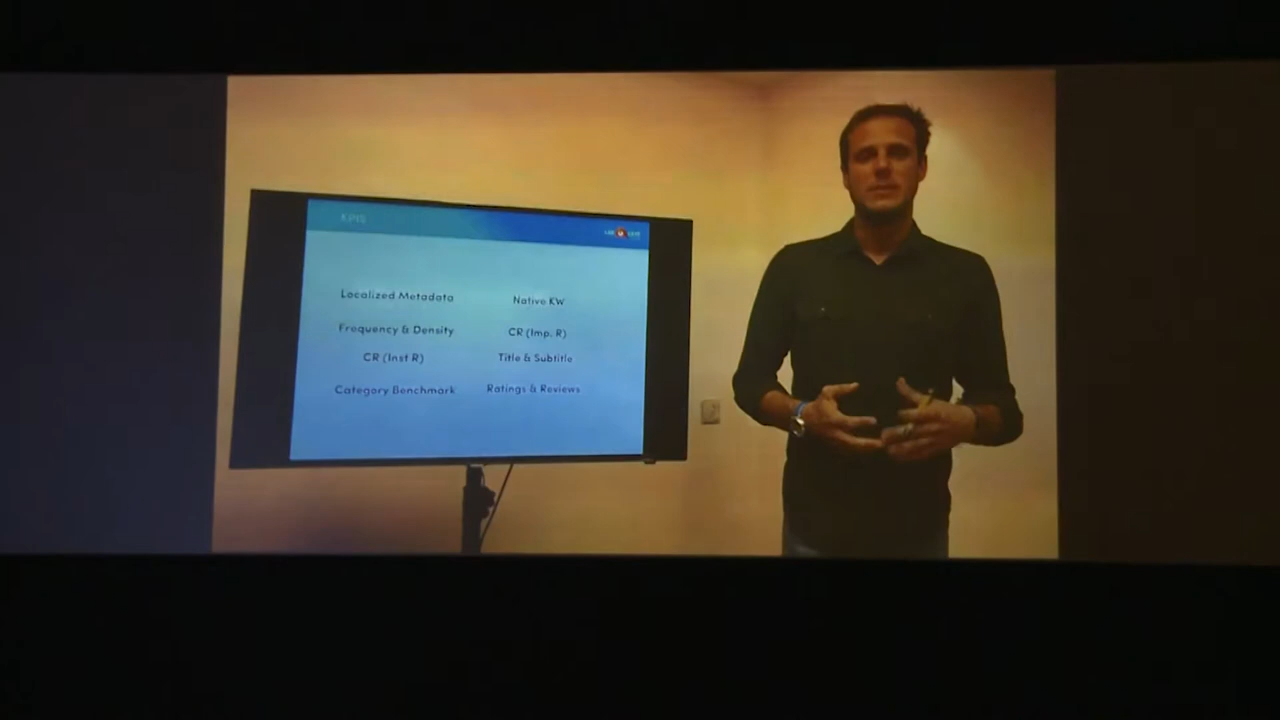 KPIS
Localized Metadata
Native KW
Frequency & Density
CR (Imp. R)
CR (Inst R)
Title & Subtitle
Category Benchmark
Ratings & Reviews